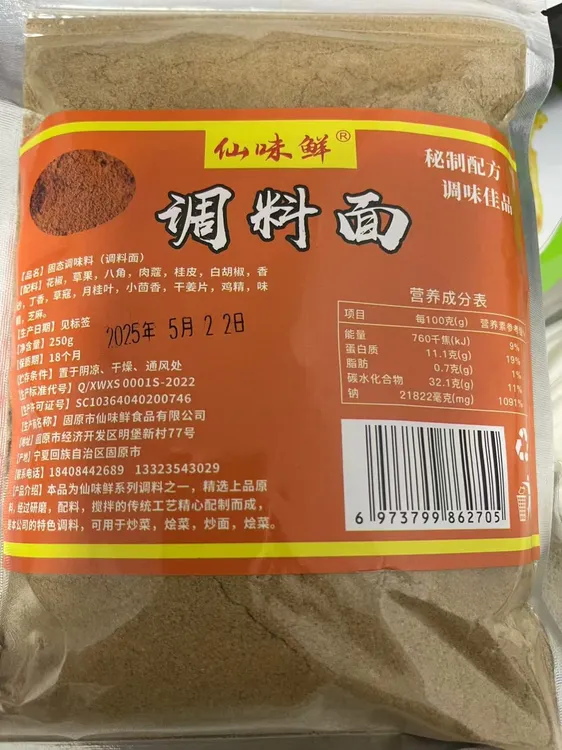 仙味鲜®
秘制配方
调味佳品
调料面
【品名】固态调味料（调料面）
【配料】花椒，草果，八角，肉蔻，桂皮，白胡椒，香
，丁香，草寇，月桂叶，小茴香，干姜片，鸡精，味
，芝麻。
【生产日期】见标签
2025年 5月22日
【净含量】250g
【保质期】18个月
条件】置于阴凉、干燥、通风处
产标准代号】Q/XWXS 0001S-2022
产许可证号】SC10364040200746
名称】固原市仙味鲜食品有限公司
【地址】固原市经济开发区明堡新村77号
【产地】宁夏回族自治区固原市
联系电话】18408442689 13323543029
【产品介绍】本品为仙味鲜系列调料之一，精选上品原
料，经过研磨，配料，搅拌的传统工艺精心配制而成，
本公司的特色调料，可用于炒菜，烩菜，炒面，烩菜。
营养成分表
项目 每100克(g) 营养素参考值
能量 760千焦(kJ) 9%
蛋白质 11.1克(g) 19%
脂肪 0.7克(g) 1%
碳水化合物 32.1克(g) 11%
钠 21822毫克(mg) 1091%
6 973799 862705